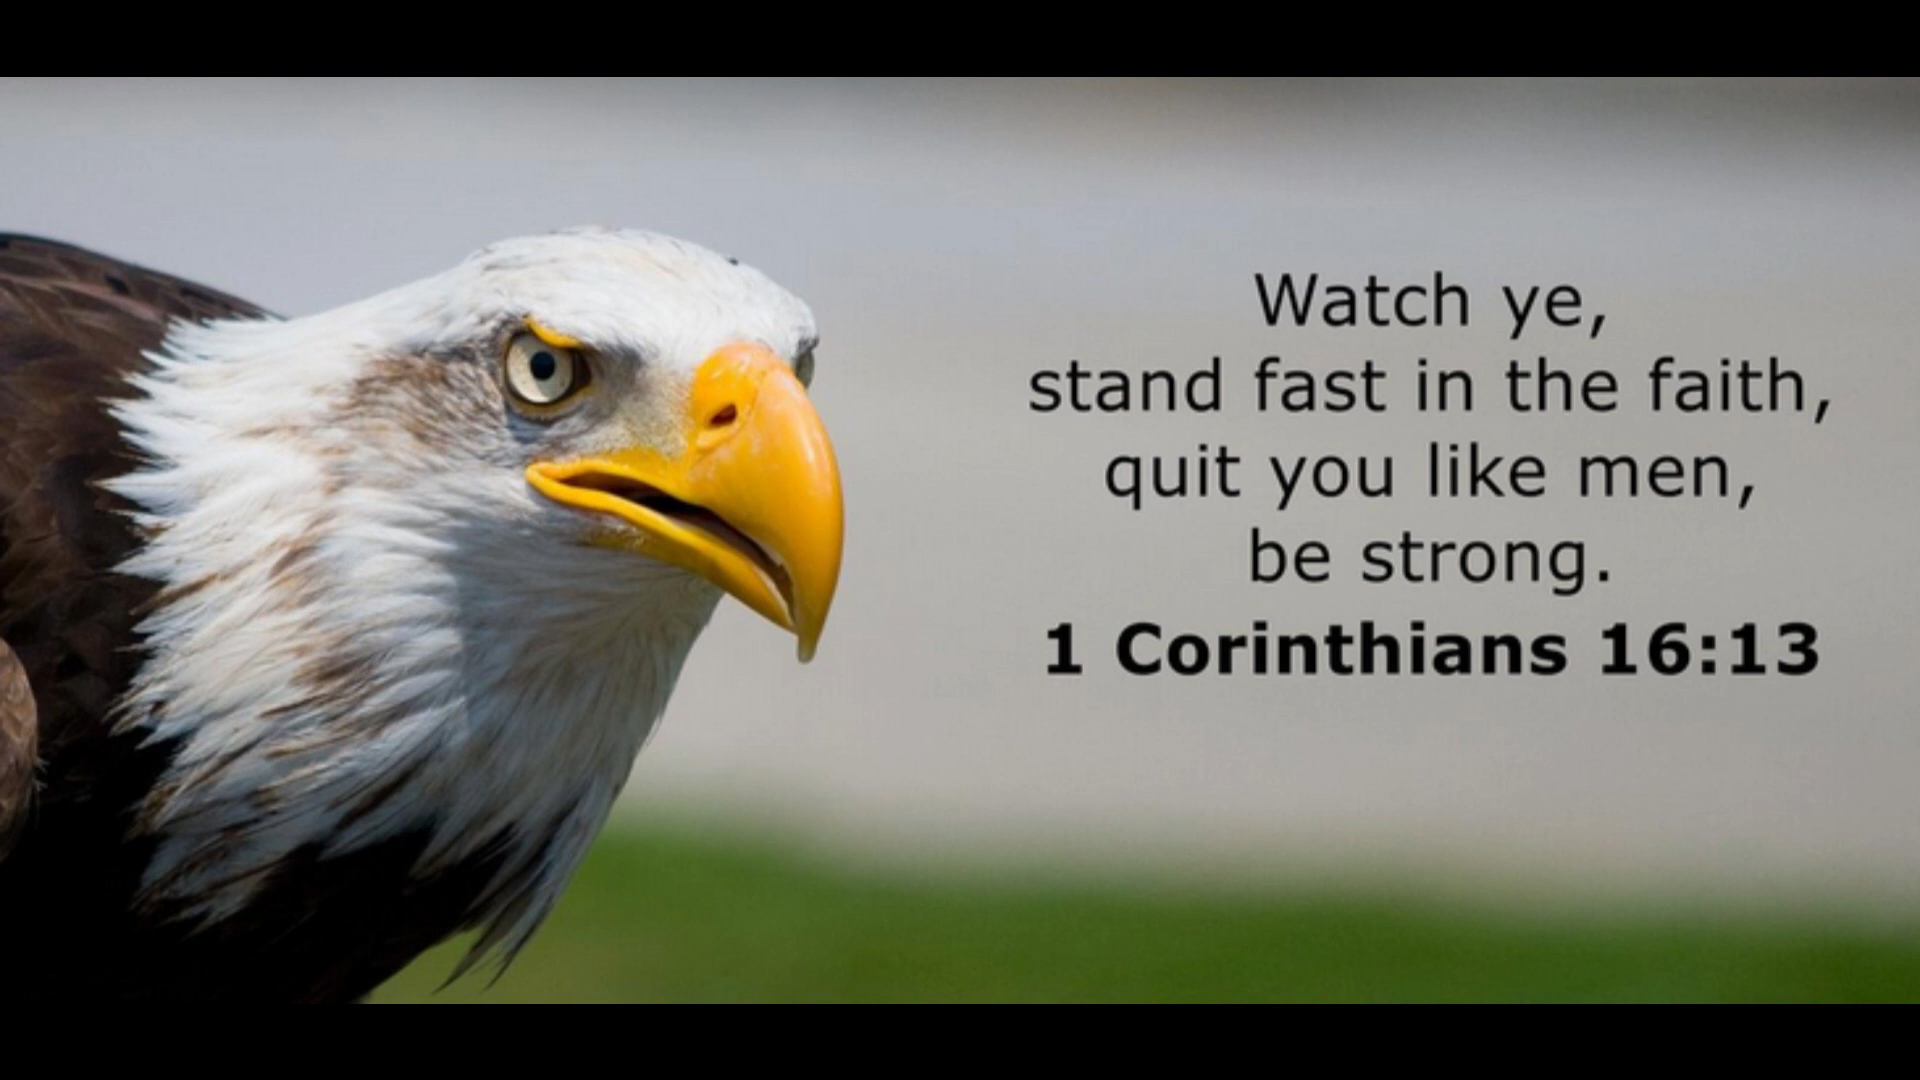 Watch ye,
stand fast in the faith,
quit you like men,
be strong.
1 Corinthians 16:13